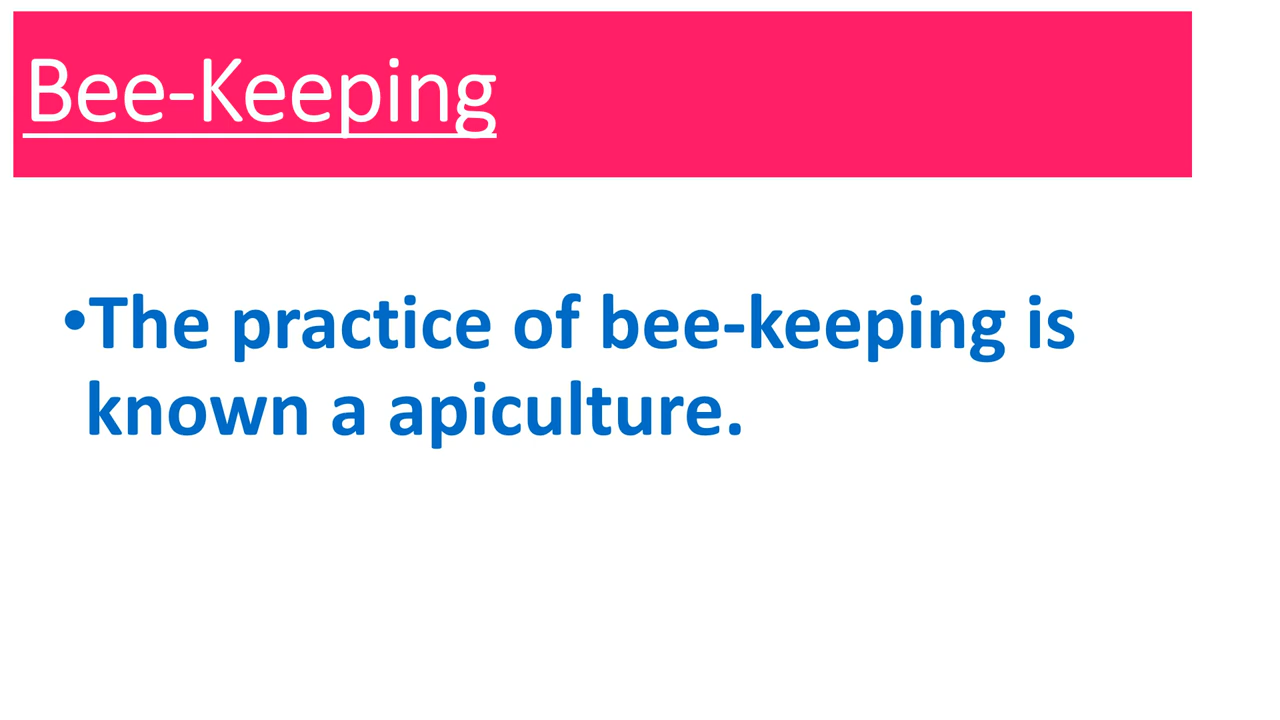 Bee-Keeping
•The practice of bee-keeping is
known a apiculture.